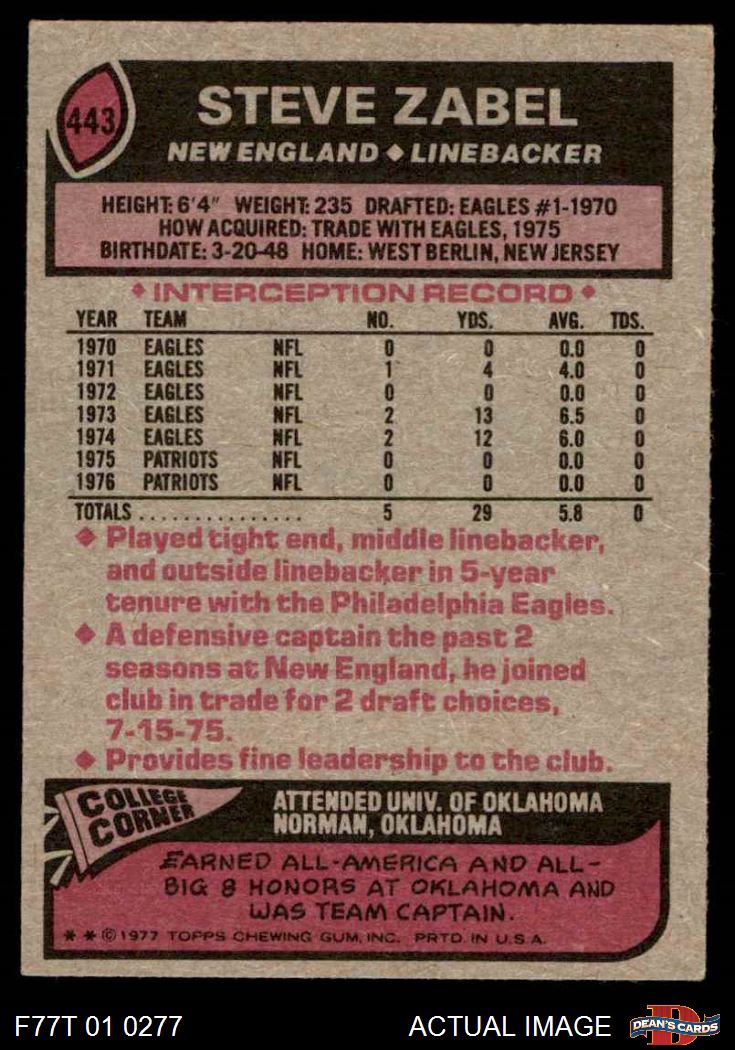 443
STEVE ZABEL
NEW ENGLAND ◆ LINEBACKER
HEIGHT: 6'4" WEIGHT: 235 DRAFTED: EAGLES #1-1970
HOW ACQUIRED: TRADE WITH EAGLES, 1975
BIRTHDATE: 3-20-48 HOME: WEST BERLIN, NEW JERSEY
◆ INTERCEPTION RECORD ◆
YEAR TEAM NO. YDS. AVG. TDS.
1970 EAGLES NFL 0 0 0.0 0
1971 EAGLES NFL 1 4 4.0 0
1972 EAGLES NFL 0 0 0.0 0
1973 EAGLES NFL 2 13 6.5 0
1974 EAGLES NFL 2 12 6.0 0
1975 PATRIOTS NFL 0 0 0.0 0
1976 PATRIOTS NFL 0 0 0.0 0
TOTALS ............... 5 29 5.8 0
◆ Played tight end, middle linebacker,
and outside linebacker in 5-year
tenure with the Philadelphia Eagles.
◆ A defensive captain the past 2
seasons at New England, he joined
club in trade for 2 draft choices,
7-15-75.
◆ Provides fine leadership to the club.
COLLEGE
CORNER
ATTENDED UNIV. OF OKLAHOMA
NORMAN, OKLAHOMA
EARNED ALL-AMERICA AND ALL-
BIG 8 HONORS AT OKLAHOMA AND
WAS TEAM CAPTAIN.
* * © 1977 TOPPS CHEWING GUM, INC. PRTD. IN U.S.A.
F77T 01 0277
ACTUAL IMAGE
D
DEAN'S CARDS